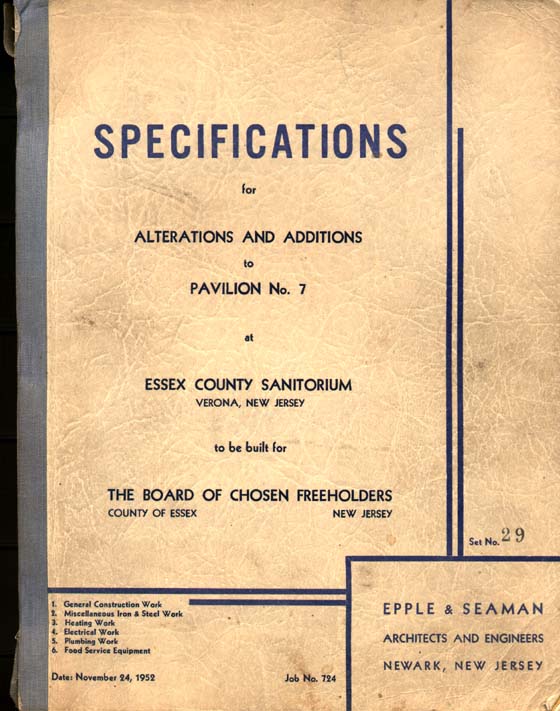 SPECIFICATIONS
for
ALTERATIONS AND ADDITIONS
to
PAVILION No. 7
at
ESSEX COUNTY SANITORIUM
VERONA, NEW JERSEY
to be built for
THE BOARD OF CHOSEN FREEHOLDERS
COUNTY OF ESSEX NEW JERSEY
Set No. 29
1. General Construction Work
2. Miscellaneous Iron & Steel Work
3. Heating Work
4. Electrical Work
5. Plumbing Work
6. Food Service Equipment
Date: November 24, 1952 Job No. 724
EPPLE & SEAMAN
ARCHITECTS AND ENGINEERS
NEWARK, NEW JERSEY